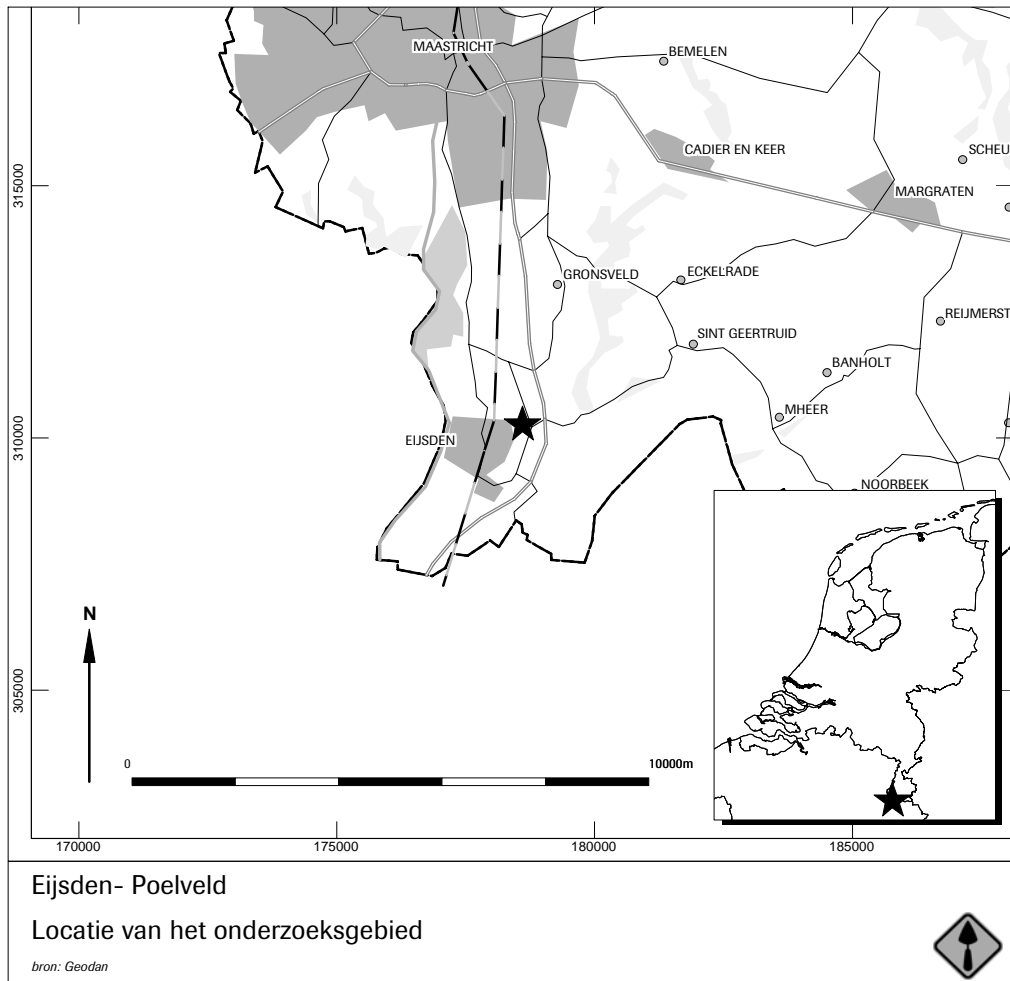 MAASTRICHT
BEMELEN
CADIER EN KEER
SCHEU
MARGRATEN
315000
GRONSVELD
ECKELRADE
REIJMERST
SINT GEERTRUID
BANHOLT
MHEER
310000
EIJSDEN
NOORBEEK
N
305000
0
10000m
170000
175000
180000
185000
Eijsden- Poelveld
Locatie van het onderzoeksgebied
bron: Geodan